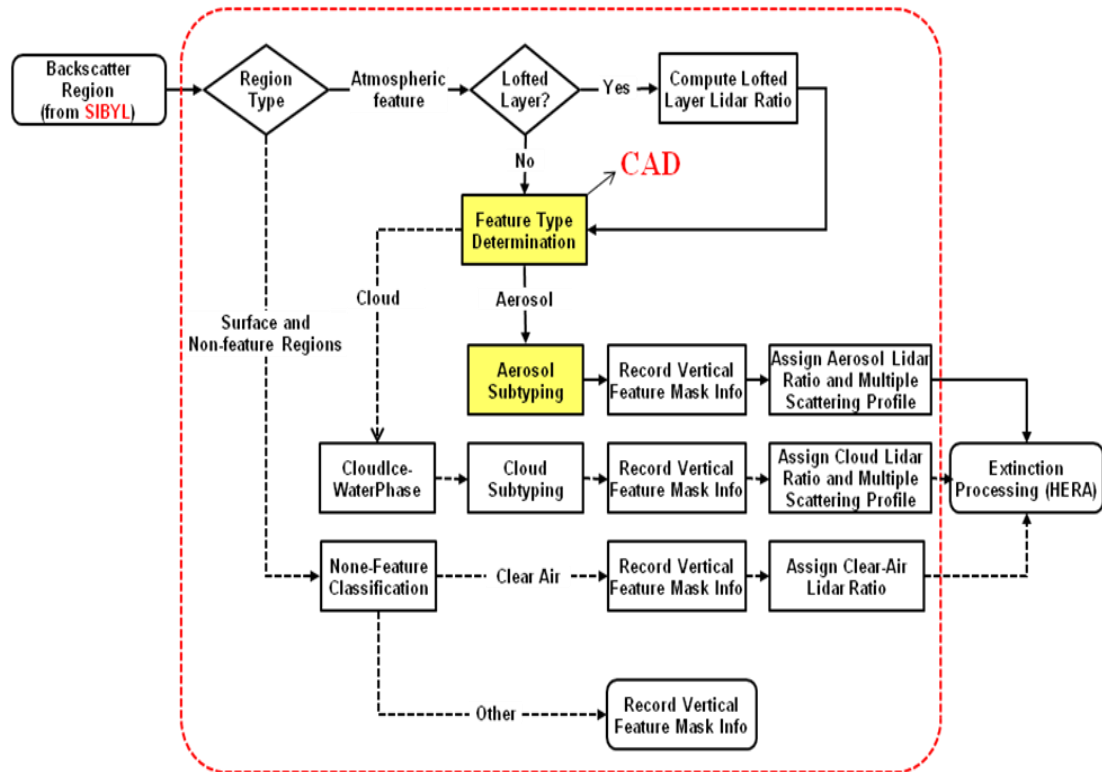 Backscatter
Region
(from SIBYL)
Region
Type
Atmospheric
feature
Lofted
Layer?
Yes
Compute Lofted
Layer Lidar Ratio
No
CAD
Feature Type
Determination
Cloud
Aerosol
Surface and
Non-feature Regions
Aerosol
Subtyping
Record Vertical
Feature Mask Info
Assign Aerosol Lidar
Ratio and Multiple
Scattering Profile
CloudIce-
WaterPhase
Cloud
Subtyping
Record Vertical
Feature Mask Info
Assign Cloud Lidar
Ratio and Multiple
Scattering Profile
Extinction
Processing (HERA)
None-Feature
Classification
Clear Air
Record Vertical
Feature Mask Info
Assign Clear-Air
Lidar Ratio
Other
Record Vertical
Feature Mask Info